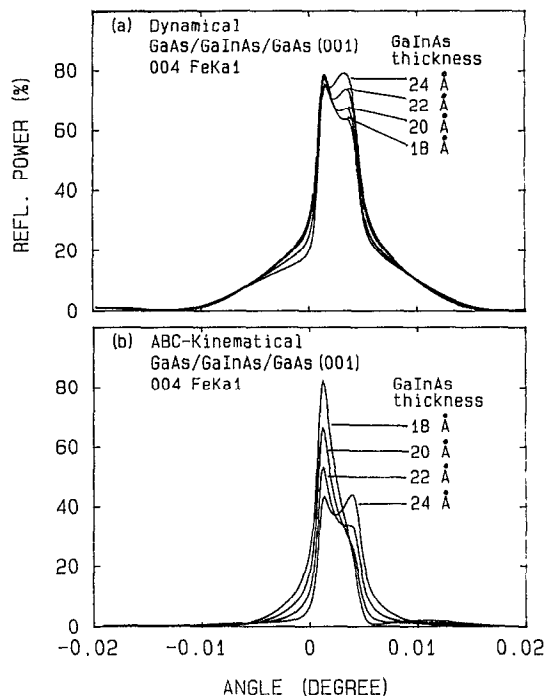 (a) Dynamical
GaAs/GaInAs/GaAs (001)
004 FeKa1
GaInAs
thickness
24 Å
22 Å
20 Å
18 Å
80
60
40
20
0
REFL. POWER (%)
(b) ABC-Kinematical
GaAs/GaInAs/GaAs (001)
004 FeKa1
GaInAs
thickness
18 Å
20 Å
22 Å
24 Å
80
60
40
20
0
-0.02 -0.01 0 0.01 0.02
ANGLE (DEGREE)